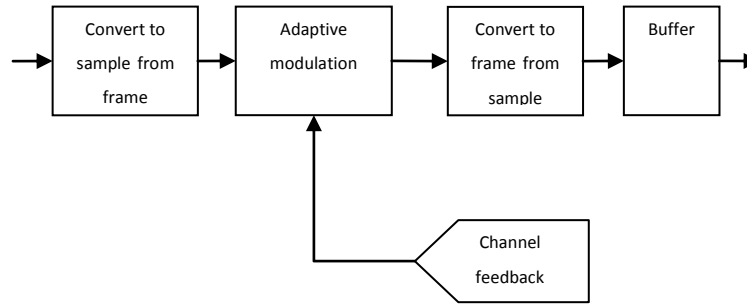 Convert to
sample from
frame
Adaptive
modulation
Convert to
frame from
sample
Buffer
Channel
feedback